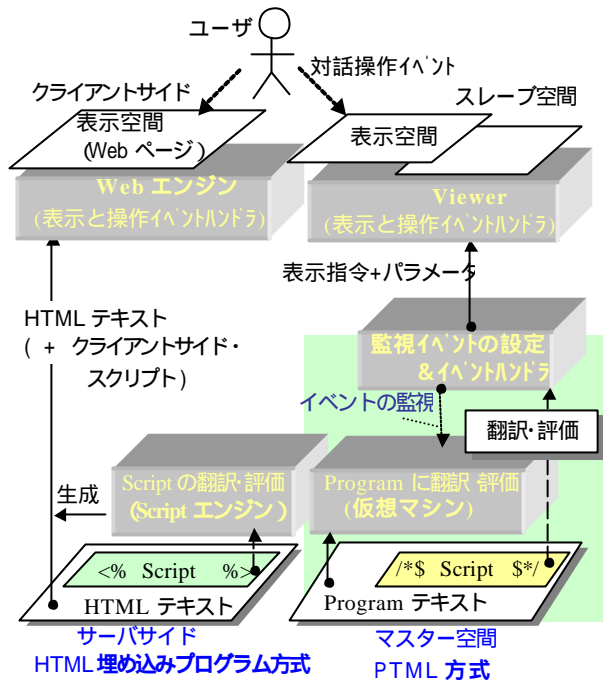 ユーザ
対話操作イベント
クライアントサイド
スレーブ空間
表示空間
(Web ページ)
表示空間
Web エンジン
(表示と操作イベントハンドラ)
Viewer
(表示と操作イベントハンドラ)
表示指令+パラメータ
HTML テキスト
( + クライアントサイド・
スクリプト)
監視イベントの設定
&イベントハンドラ
イベントの監視
翻訳・評価
Script の翻訳・評価
(Script エンジン)
Program に翻訳・評価
(仮想マシン)
生成
<% Script %>
HTML テキスト
/*$ Script $*/
Program テキスト
サーバサイド
HTML 埋め込みプログラム方式
マスター空間
PTML 方式